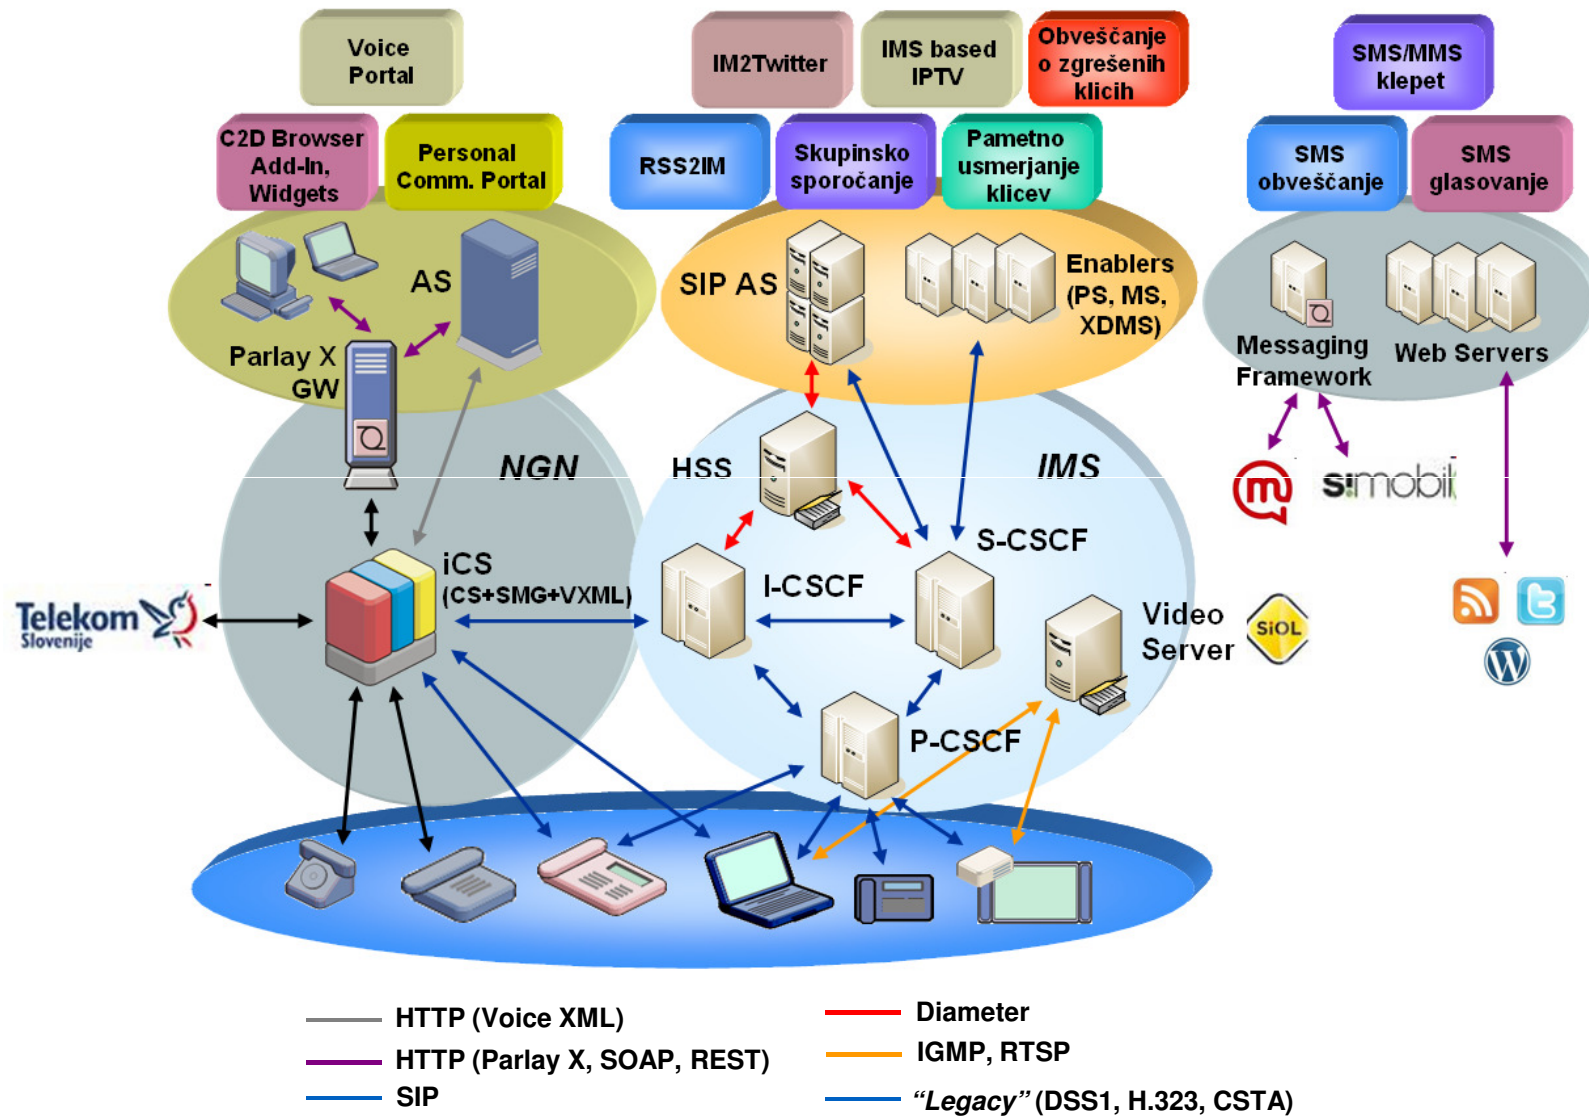 Voice
Portal
IM2Twitter
IMS based
IPTV
Obveščanje
o zgrešenih
klicih
SMS/MMS
klepet
C2D Browser
Add-In,
Widgets
Personal
Comm. Portal
RSS2IM
Skupinsko
sporočanje
Pametno
usmerjanje
klicev
SMS
obveščanje
SMS
glasovanje
AS
SIP AS
Enablers
(PS, MS,
XDMS)
Parlay X
GW
Messaging
Framework
Web Servers
NGN
HSS
IMS
m
s!mobil
S-CSCF
iCS
(CS+SMG+VXML)
I-CSCF
Telekom
Slovenije
Video
Server
SiOL
P-CSCF
HTTP (Voice XML)
Diameter
HTTP (Parlay X, SOAP, REST)
IGMP, RTSP
SIP
“Legacy” (DSS1, H.323, CSTA)